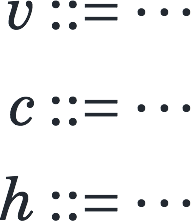 v ::= ⋯
c ::= ⋯
h ::= ⋯